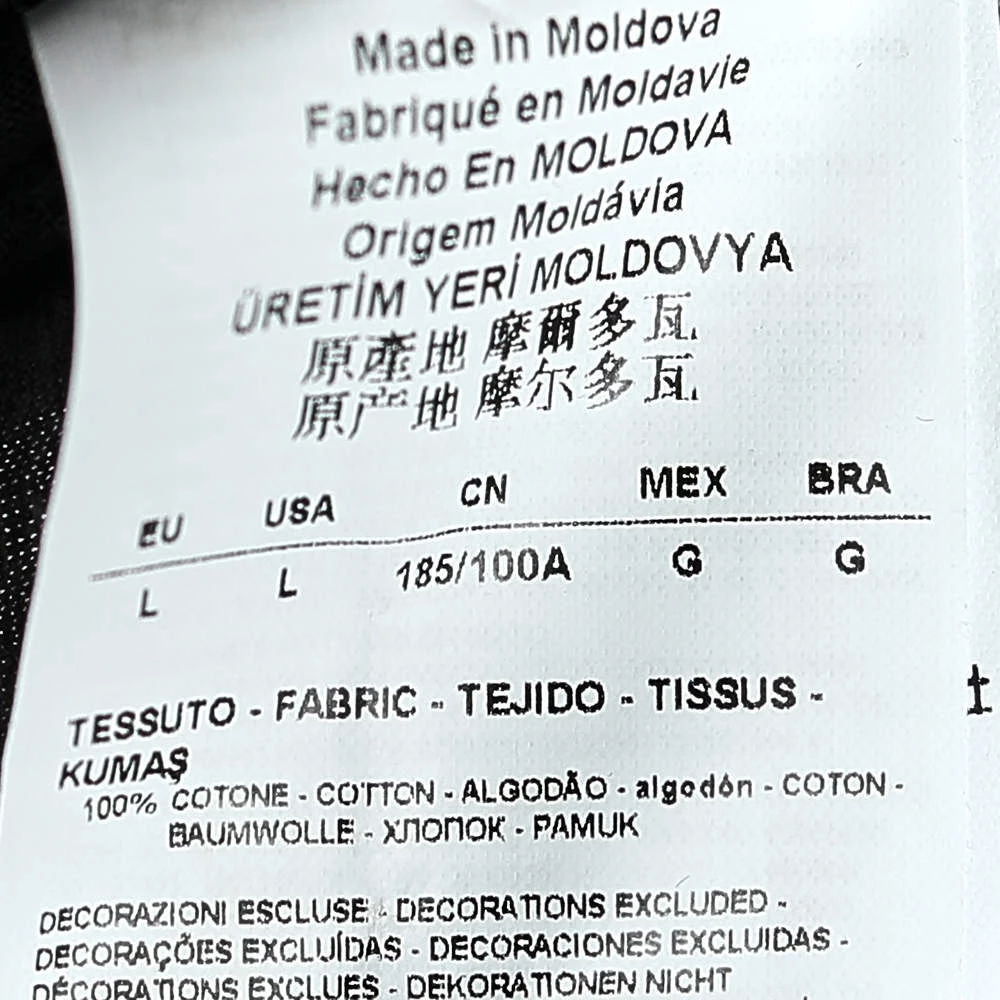 Made in Moldova
Fabriqué en Moldavie
Hecho En MOLDOVA
Origem Moldávia
ÜRETİM YERİ MOLDOVYA
原產地 摩爾多瓦
原产地 摩尔多瓦
EU USA CN MEX BRA
L L 185/100A G G
TESSUTO - FABRIC - TEJIDO - TISSUS -
KUMAŞ
100% COTONE - COTTON - ALGODÃO - algodón - COTON -
BAUMWOLLE - ХЛОПОК - PAMUK
DECORAZIONI ESCLUSE - DECORATIONS EXCLUDED -
DECORAÇÕES EXCLUÍDAS - DECORACIONES EXCLUIDAS -
DÉCORATIONS EXCLUES - DEKORATIONEN NICHT